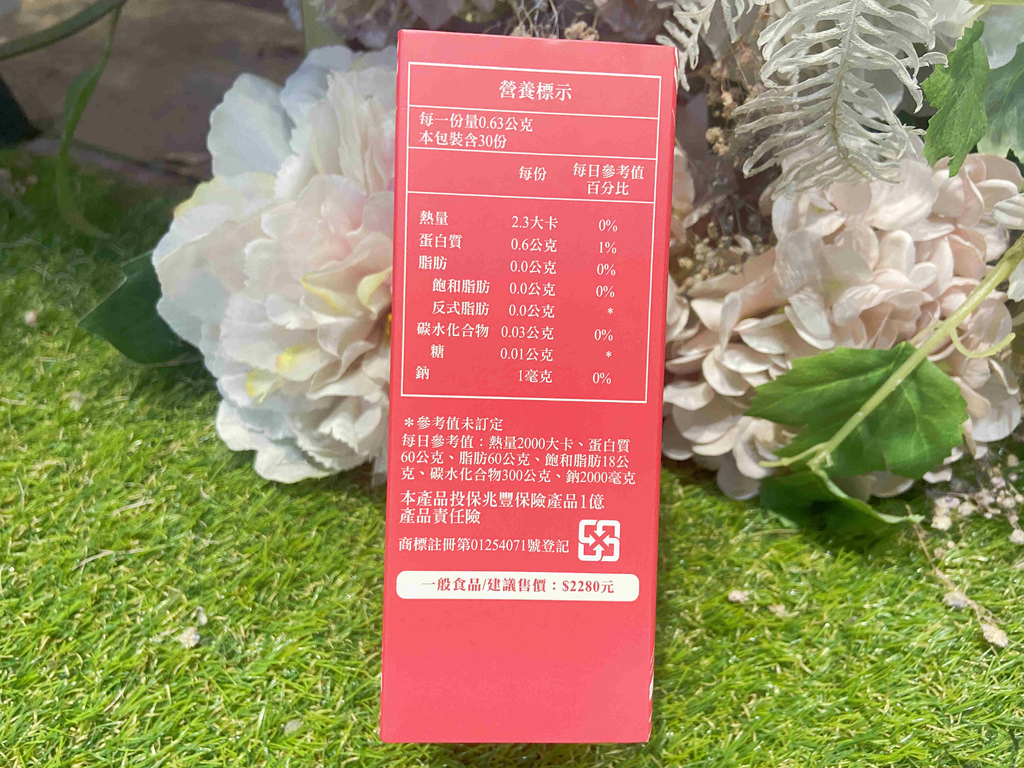 營養標示
每一份量0.63公克
本包裝含30份
每份 每日參考值
百分比
熱量 2.3大卡 0%
蛋白質 0.6公克 1%
脂肪 0.0公克 0%
飽和脂肪 0.0公克 0%
反式脂肪 0.0公克 *
碳水化合物 0.03公克 0%
糖 0.01公克 *
鈉 1毫克 0%
＊參考值未訂定
每日參考值：熱量2000大卡、蛋白質
60公克、脂肪60公克、飽和脂肪18公
克、碳水化合物300公克、鈉2000毫克
本產品投保兆豐保險產品1億
產品責任險
商標註冊第01254071號登記
一般食品/建議售價：$2280元